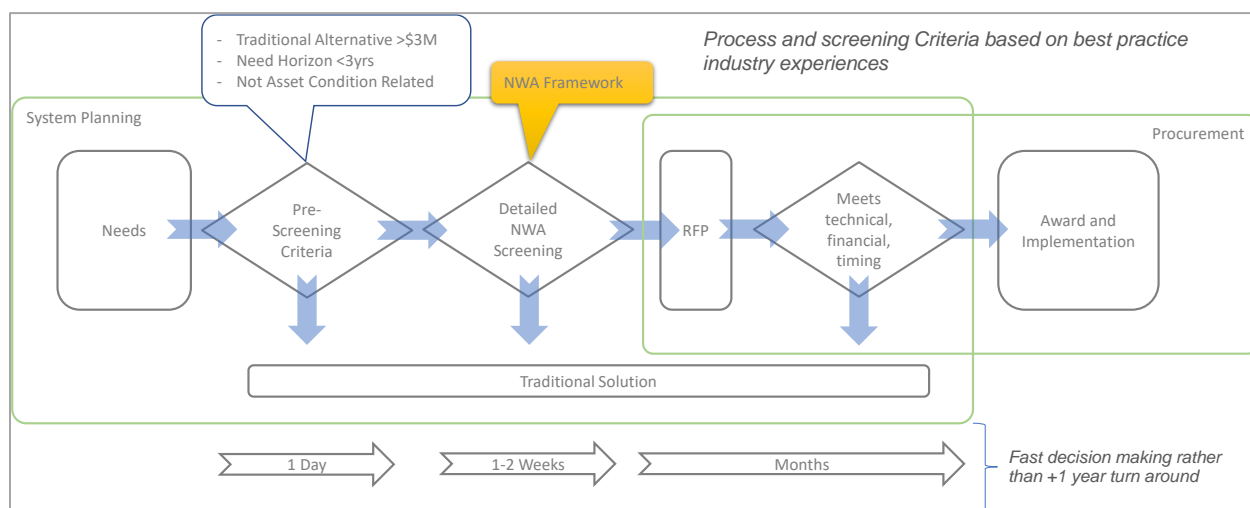 - Traditional Alternative >$3M
- Need Horizon <3yrs
- Not Asset Condition Related
Process and screening Criteria based on best practice
industry experiences
NWA Framework
System Planning
Procurement
Needs
Pre-
Screening
Criteria
Detailed
NWA
Screening
RFP
Meets
technical,
financial,
timing
Award and
Implementation
Traditional Solution
1 Day
1-2 Weeks
Months
Fast decision making rather
than +1 year turn around